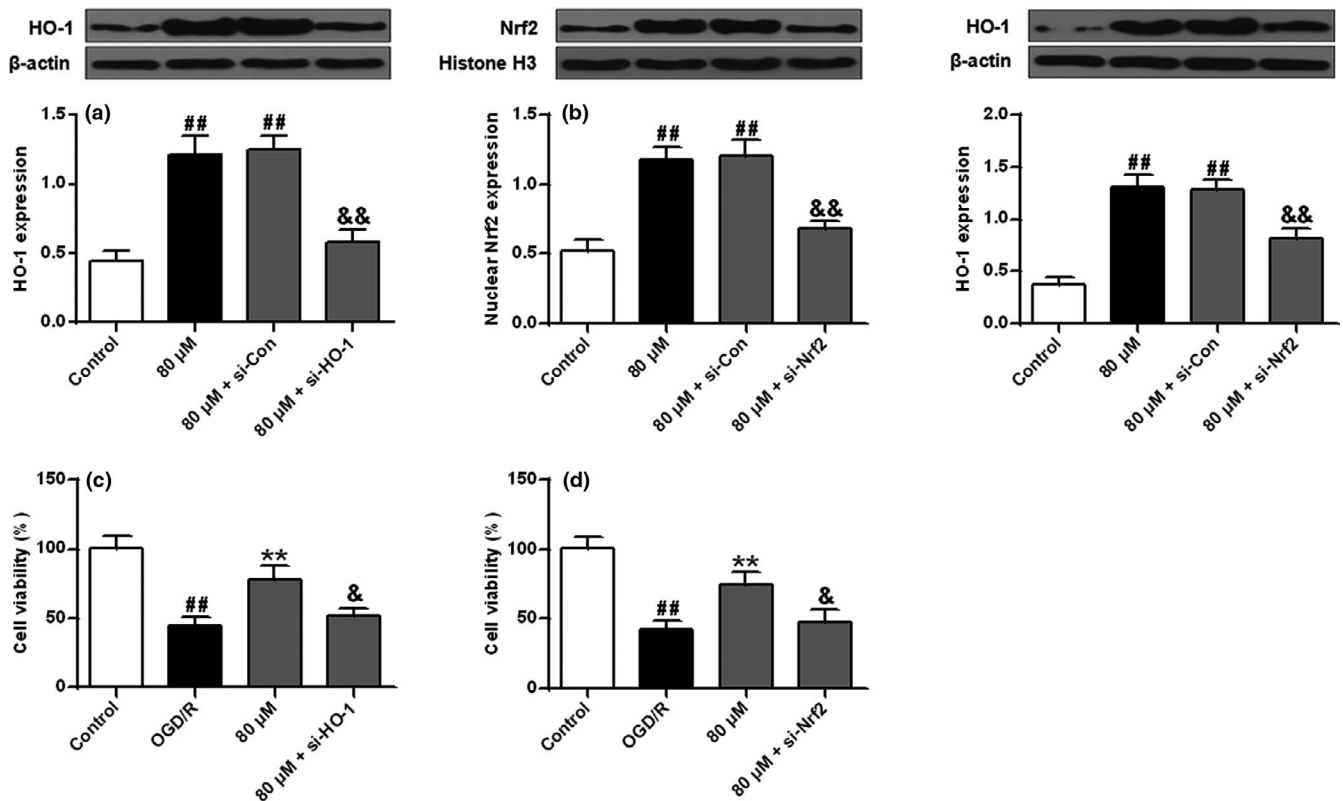 HO-1
β-actin
(a)
HO-1 expression
1.5
1.0
0.5
0.0
##
##
&&
Control
80 µM
80 µM + si-Con
80 µM + si-HO-1
Nrf2
Histone H3
(b)
Nuclear Nrf2 expression
1.5
1.0
0.5
0.0
##
##
&&
Control
80 µM
80 µM + si-Con
80 µM + si-Nrf2
HO-1
β-actin
HO-1 expression
2.0
1.5
1.0
0.5
0.0
##
##
&&
Control
80 µM
80 µM + si-Con
80 µM + si-Nrf2
(c)
Cell viability (% )
150
100
50
0
##
**
&
Control
OGD/R
80 µM
80 µM + si-HO-1
(d)
Cell viability (% )
150
100
50
0
##
**
&
Control
OGD/R
80 µM
80 µM + si-Nrf2